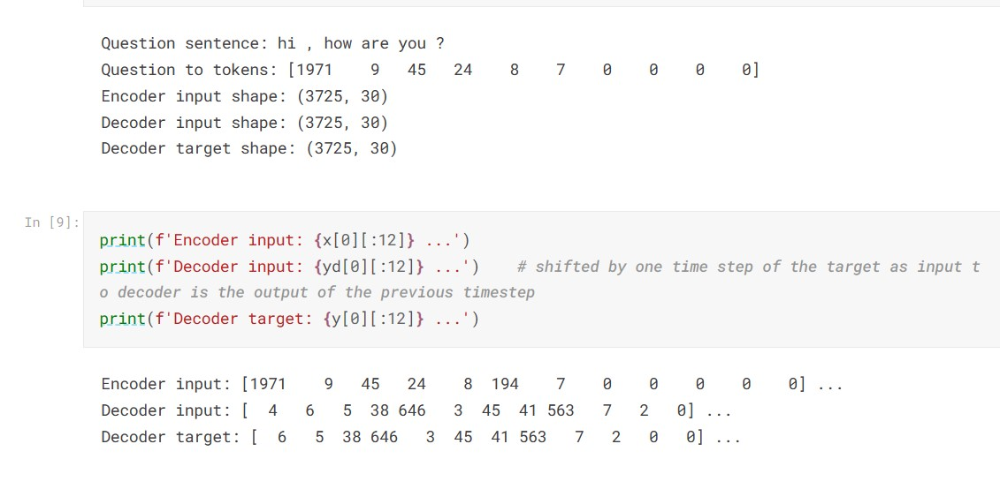 Question sentence: hi , how are you ?
Question to tokens: [1971    9   45   24    8    7    0    0    0    0]
Encoder input shape: (3725, 30)
Decoder input shape: (3725, 30)
Decoder target shape: (3725, 30)
In [9]:
print(f'Encoder input: {x[0][:12]} ...')
print(f'Decoder input: {yd[0][:12]} ...')    # shifted by one time step of the target as input t
o decoder is the output of the previous timestep
print(f'Decoder target: {y[0][:12]} ...')
Encoder input: [1971    9   45   24    8  194    7    0    0    0    0    0] ...
Decoder input: [  4   6   5  38 646   3  45  41 563   7   2   0] ...
Decoder target: [  6   5  38 646   3  45  41 563   7   2   0   0] ...